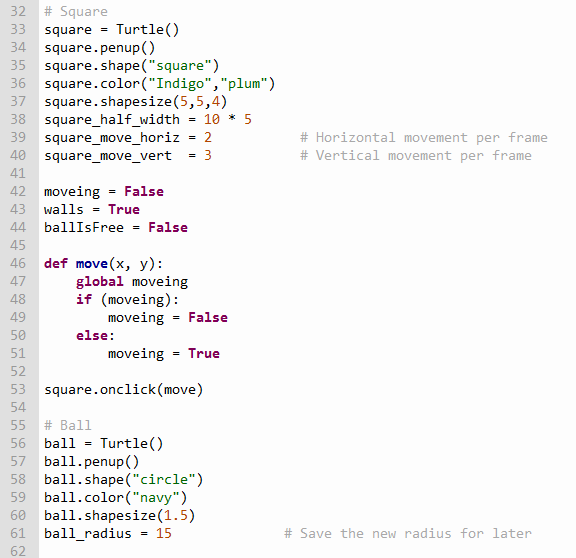 32 # Square
33 square = Turtle()
34 square.penup()
35 square.shape("square")
36 square.color("Indigo","plum")
37 square.shapesize(5,5,4)
38 square_half_width = 10 * 5
39 square_move_horiz = 2           # Horizontal movement per frame
40 square_move_vert  = 3           # Vertical movement per frame
41
42 moveing = False
43 walls = True
44 ballIsFree = False
45
46 def move(x, y):
47     global moveing
48     if (moveing):
49         moveing = False
50     else:
51         moveing = True
52
53 square.onclick(move)
54
55 # Ball
56 ball = Turtle()
57 ball.penup()
58 ball.shape("circle")
59 ball.color("navy")
60 ball.shapesize(1.5)
61 ball_radius = 15              # Save the new radius for later
62